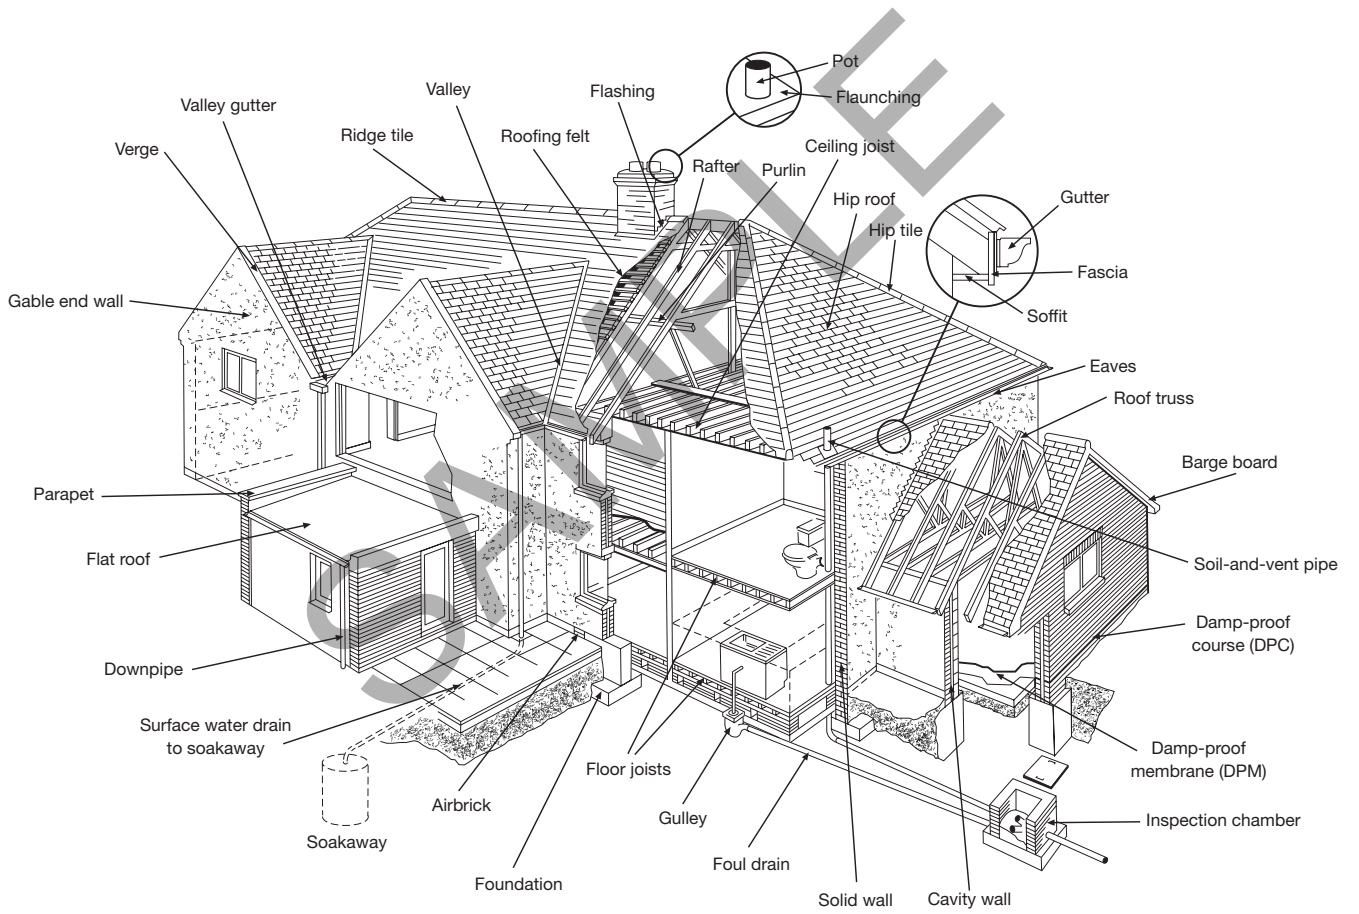 Pot
Flaunching
Valley
Flashing
Valley gutter
Ridge tile
Roofing felt
Ceiling joist
Verge
Rafter
Purlin
Hip roof
Gutter
Hip tile
Fascia
Gable end wall
Soffit
Eaves
Roof truss
Barge board
Parapet
Flat roof
Soil-and-vent pipe
Damp-proof
course (DPC)
Downpipe
Surface water drain
to soakaway
Damp-proof
membrane (DPM)
Floor joists
Airbrick
Gulley
Inspection chamber
Soakaway
Foul drain
Foundation
Solid wall
Cavity wall
SAMPLE